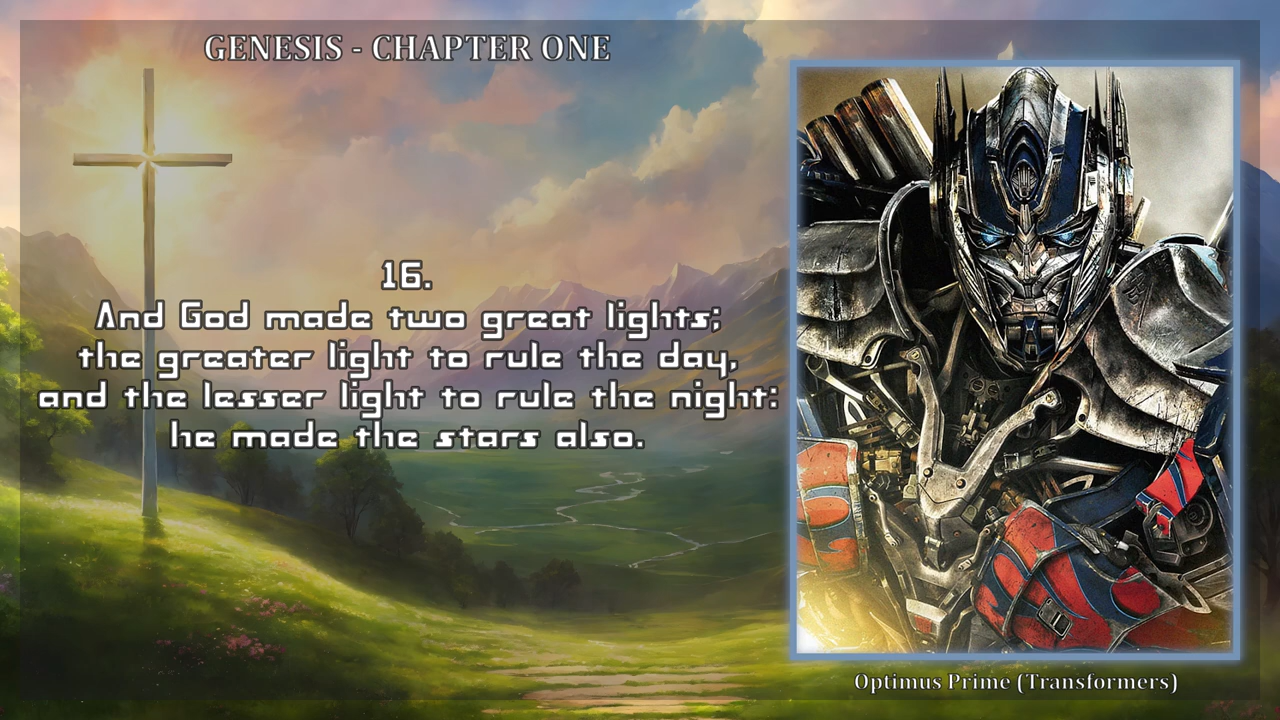 GENESIS - CHAPTER ONE
16.
And God made two great lights;
the greater light to rule the day,
and the lesser light to rule the night:
he made the stars also.
Optimus Prime (Transformers)